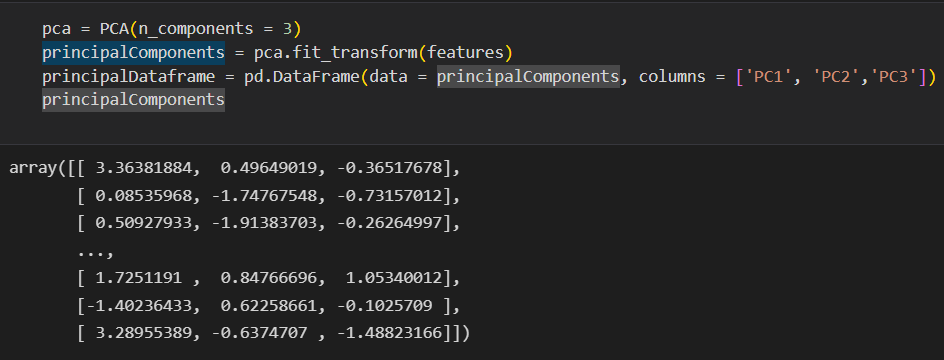 pca = PCA(n_components = 3)
principalComponents = pca.fit_transform(features)
principalDataframe = pd.DataFrame(data = principalComponents, columns = ['PC1', 'PC2','PC3'])
principalComponents
array([[ 3.36381884,  0.49649019, -0.36517678],
       [ 0.08535968, -1.74767548, -0.73157012],
       [ 0.50927933, -1.91383703, -0.26264997],
       ...,
       [ 1.7251191 ,  0.84766696,  1.05340012],
       [-1.40236433,  0.62258661, -0.1025709 ],
       [ 3.28955389, -0.6374707 , -1.48823166]])